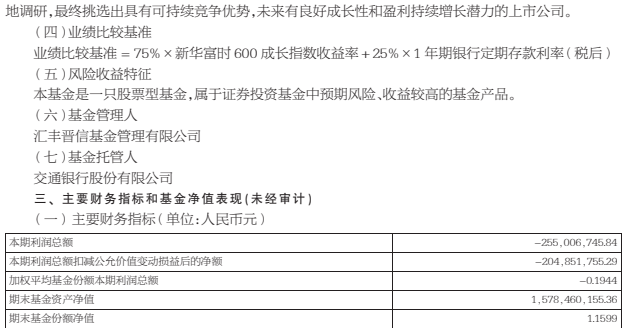 地调研,最终挑选出具有可持续竞争优势,未来有良好成长性和盈利持续增长潜力的上市公司。
(四)业绩比较基准
业绩比较基准 = 75% × 新华富时 600 成长指数收益率 + 25% × 1 年期银行定期存款利率(税后)
(五)风险收益特征
本基金是一只股票型基金,属于证券投资基金中预期风险、收益较高的基金产品。
(六)基金管理人
汇丰晋信基金管理有限公司
(七)基金托管人
交通银行股份有限公司
三、主要财务指标和基金净值表现(未经审计)
(一)主要财务指标(单位:人民币元)
本期利润总额 -255,006,745.84
本期利润总额扣减公允价值变动损益后的净额 -204,851,755.29
加权平均基金份额本期利润总额 -0.1944
期末基金资产净值 1,578,460,155.36
期末基金份额净值 1.1599